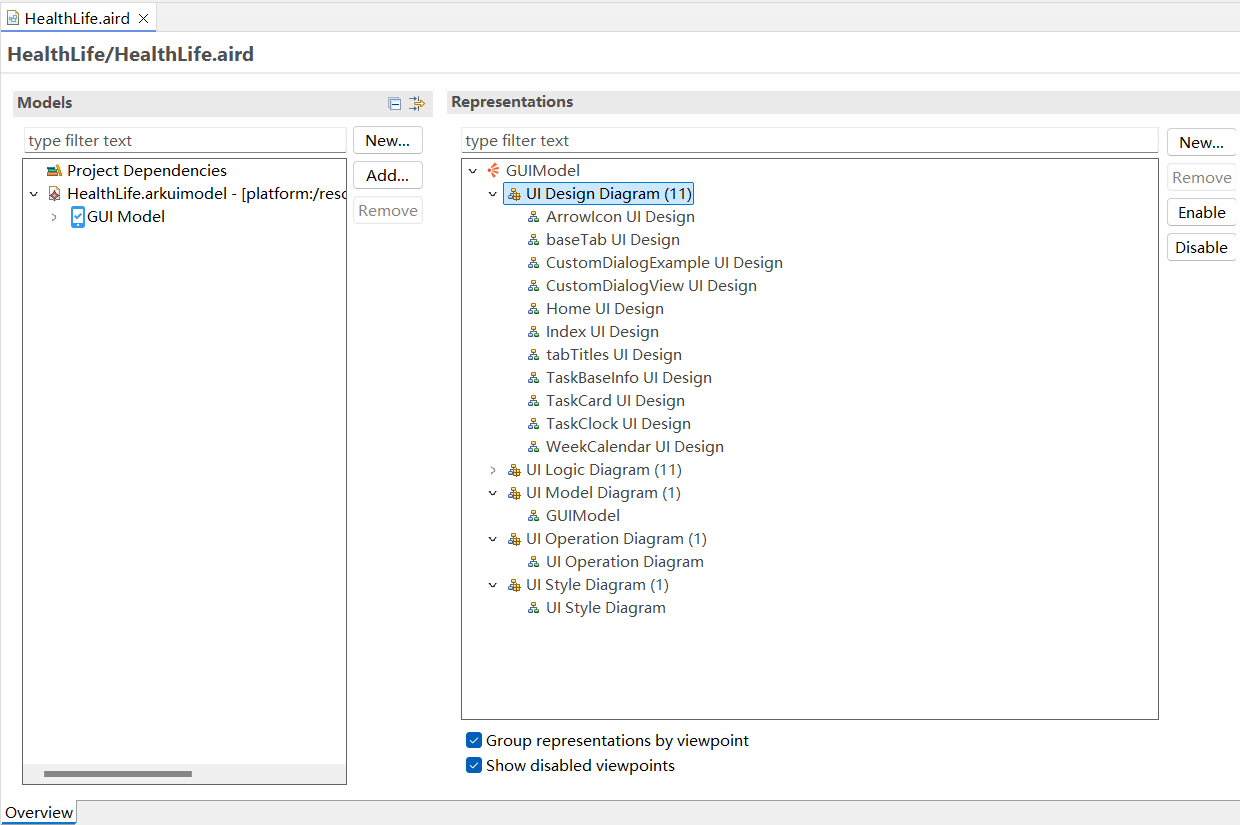 HealthLife.aird
HealthLife/HealthLife.aird
Models
type filter text
New...
Add...
Remove
Project Dependencies
HealthLife.arkuimodel - [platform:/resc
GUI Model
Representations
type filter text
New...
Remove
Enable
Disable
GUIModel
UI Design Diagram (11)
ArrowIcon UI Design
baseTab UI Design
CustomDialogExample UI Design
CustomDialogView UI Design
Home UI Design
Index UI Design
tabTitles UI Design
TaskBaseInfo UI Design
TaskCard UI Design
TaskClock UI Design
WeekCalendar UI Design
UI Logic Diagram (11)
UI Model Diagram (1)
GUIModel
UI Operation Diagram (1)
UI Operation Diagram
UI Style Diagram (1)
UI Style Diagram
Group representations by viewpoint
Show disabled viewpoints
Overview